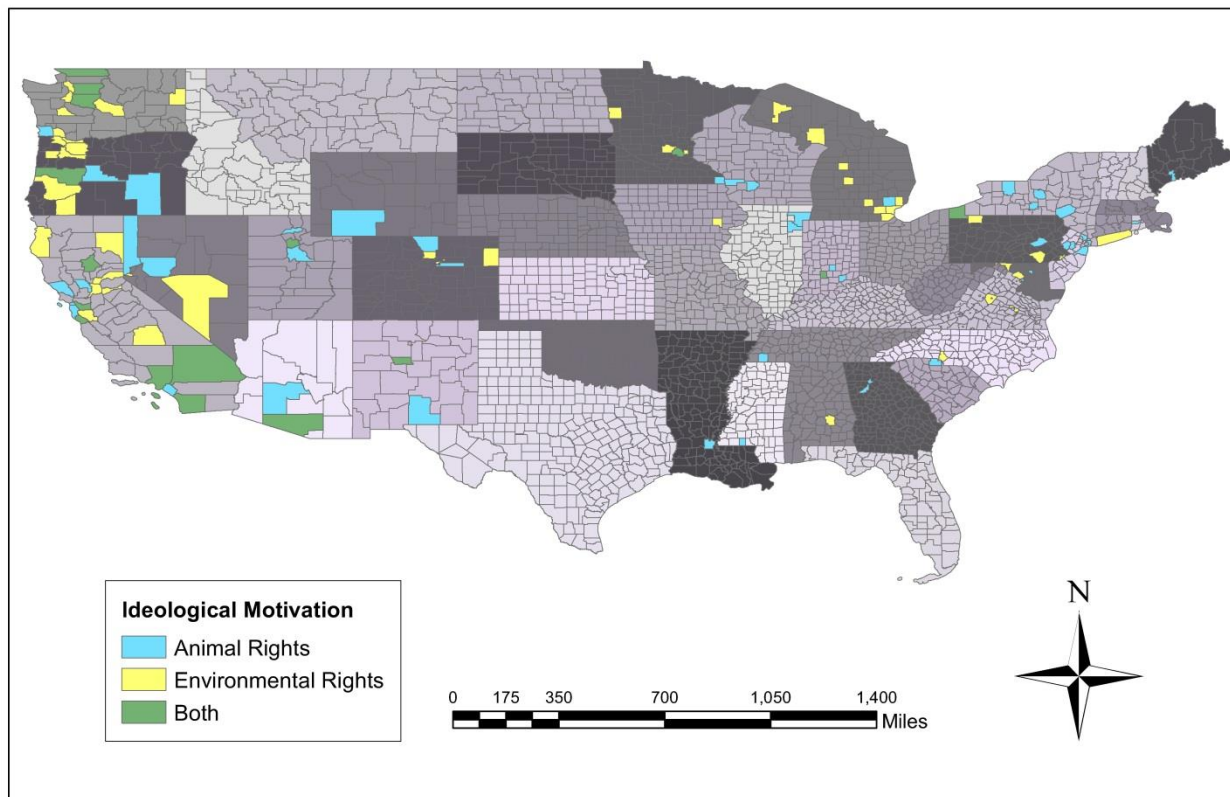 Ideological Motivation
Animal Rights
Environmental Rights
Both
0 175 350 700 1,050 1,400
Miles
N